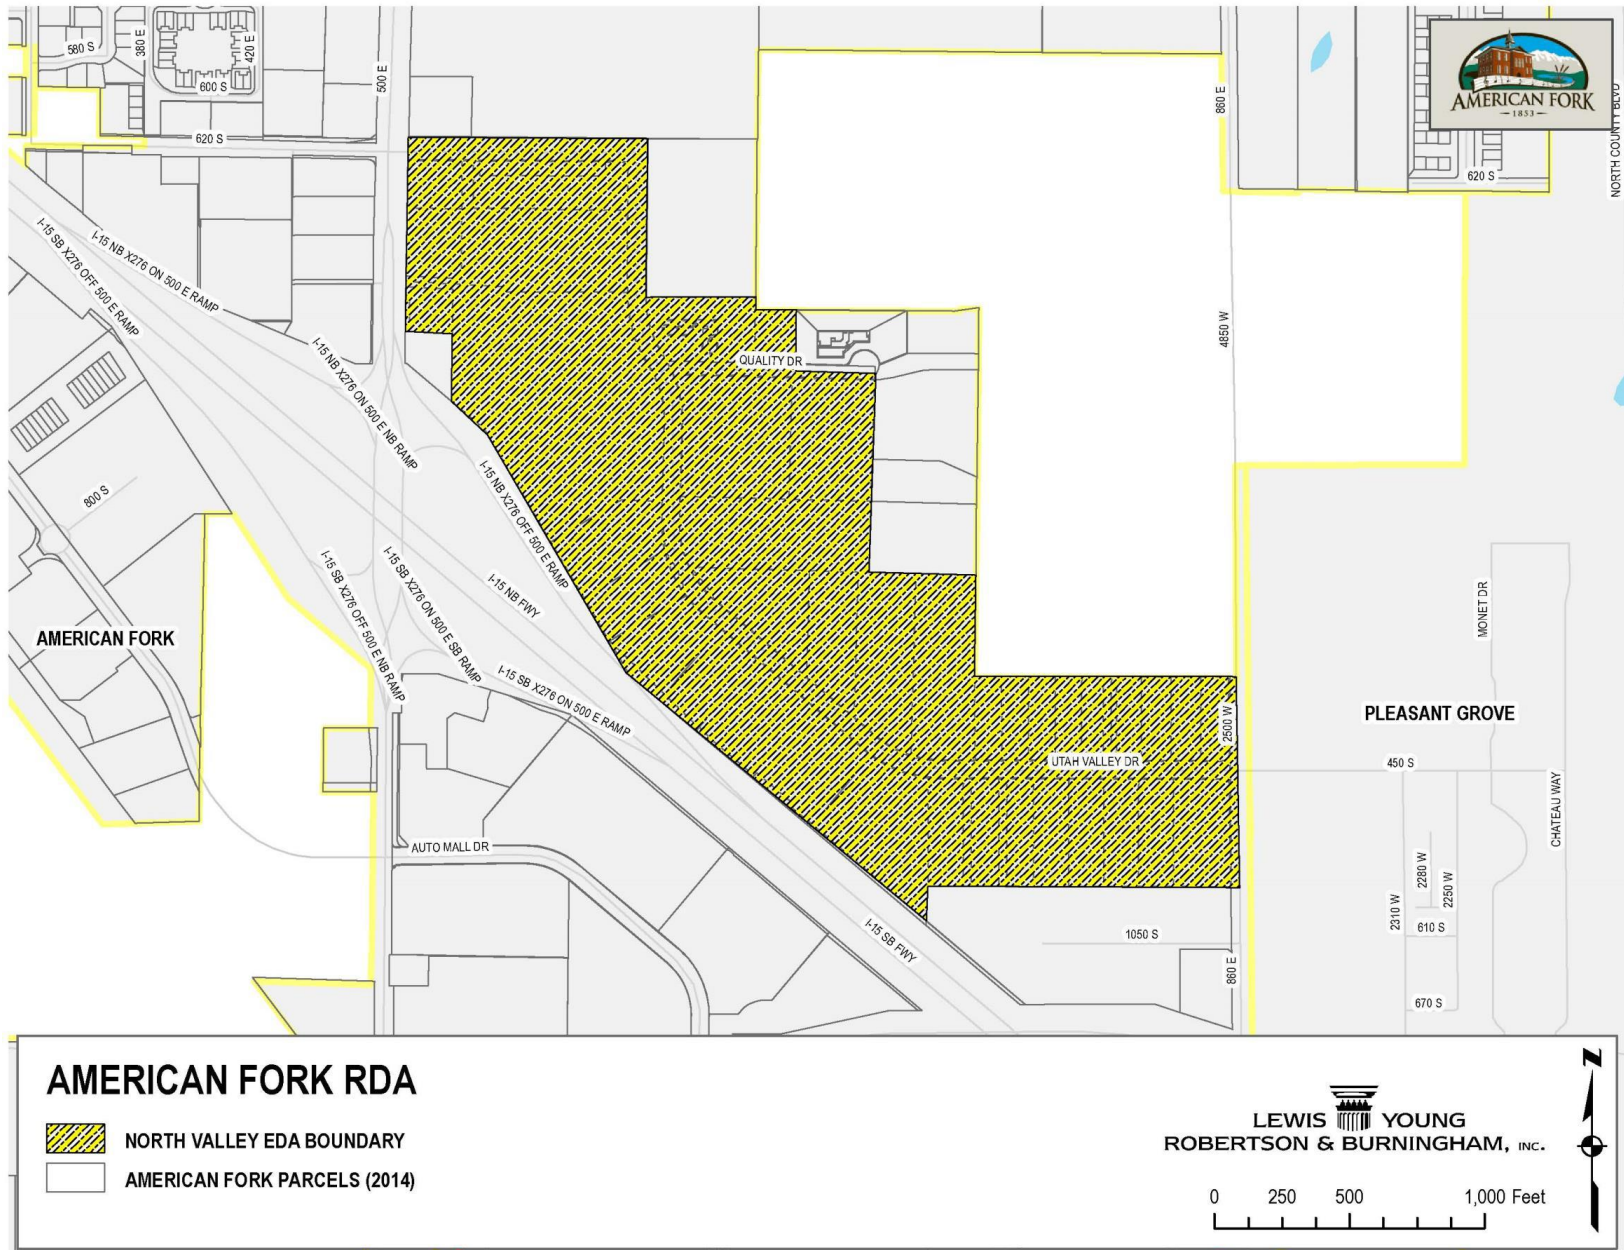 580 S
380 E
420 E
600 S
500 E
620 S
860 E
AMERICAN FORK
1853
NORTH COUNTY BLVD
620 S
I-15 SB X276 OFF 500 E RAMP
I-15 NB X276 ON 500 E RAMP
I-15 NB X276 ON 500 E NB RAMP
4850 W
QUALITY DR
800 S
I-15 NB X276 OFF 500 E RAMP
I-15 SB X276 OFF 500 E NB RAMP
I-15 SB X276 ON 500 E SB RAMP
I-15 NB FWY
MONET DR
AMERICAN FORK
I-15 SB X276 ON 500 E RAMP
2500 W
PLEASANT GROVE
UTAH VALLEY DR
450 S
CHATEAU WAY
AUTO MALL DR
2280 W
2250 W
2310 W
I-15 SB FWY
1050 S
610 S
860 E
670 S
AMERICAN FORK RDA
NORTH VALLEY EDA BOUNDARY
AMERICAN FORK PARCELS (2014)
LEWIS YOUNG
ROBERTSON & BURNINGHAM, INC.
0 250 500 1,000 Feet
N